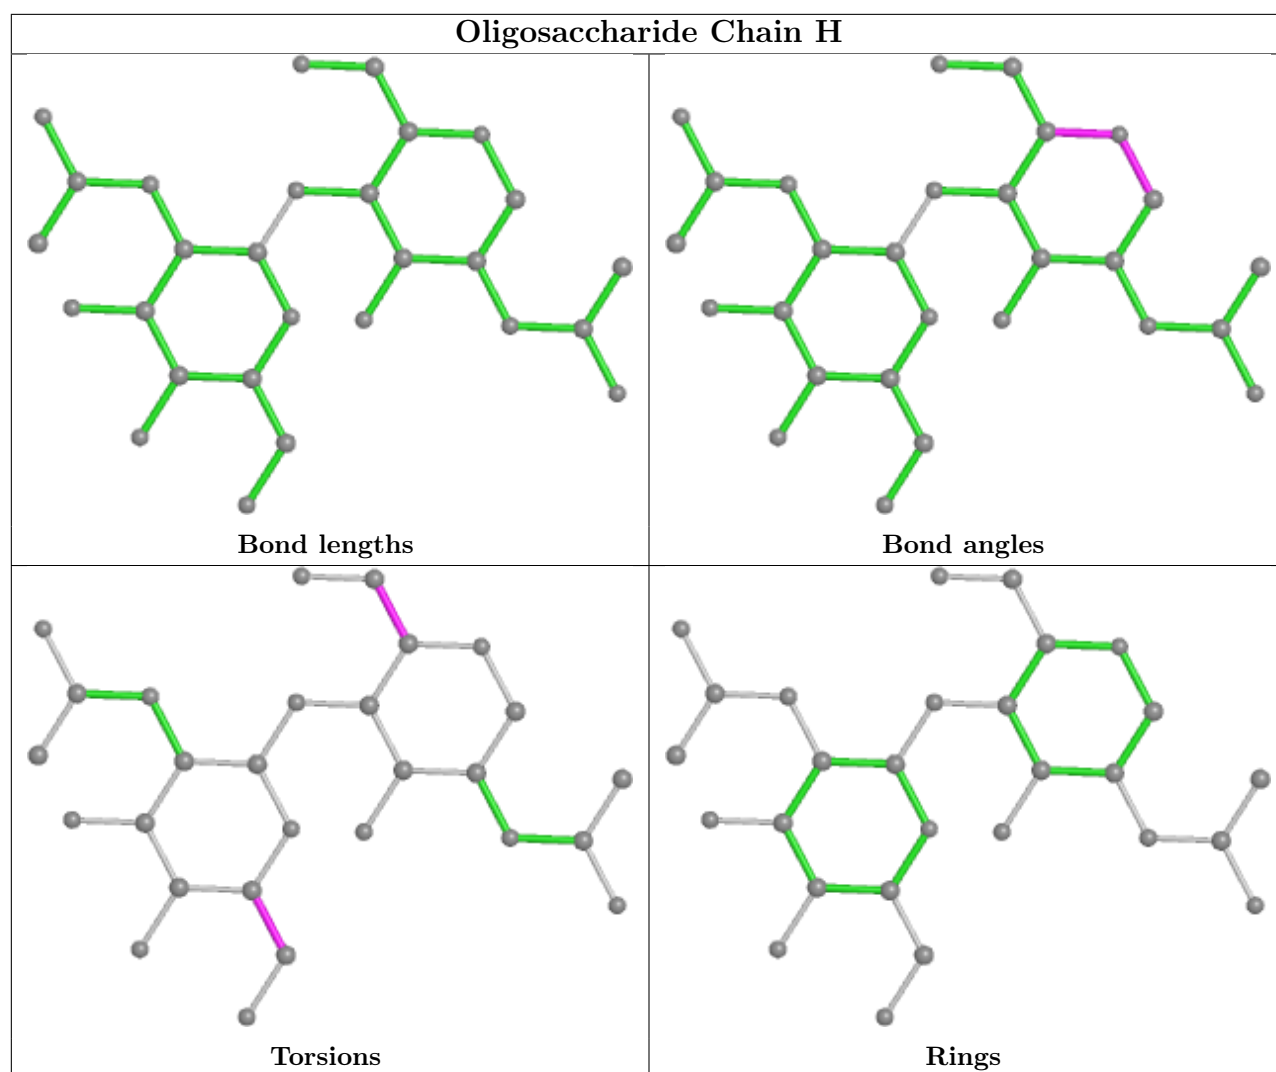 Oligosaccharide Chain H
Bond lengths
Bond angles
Torsions
Rings